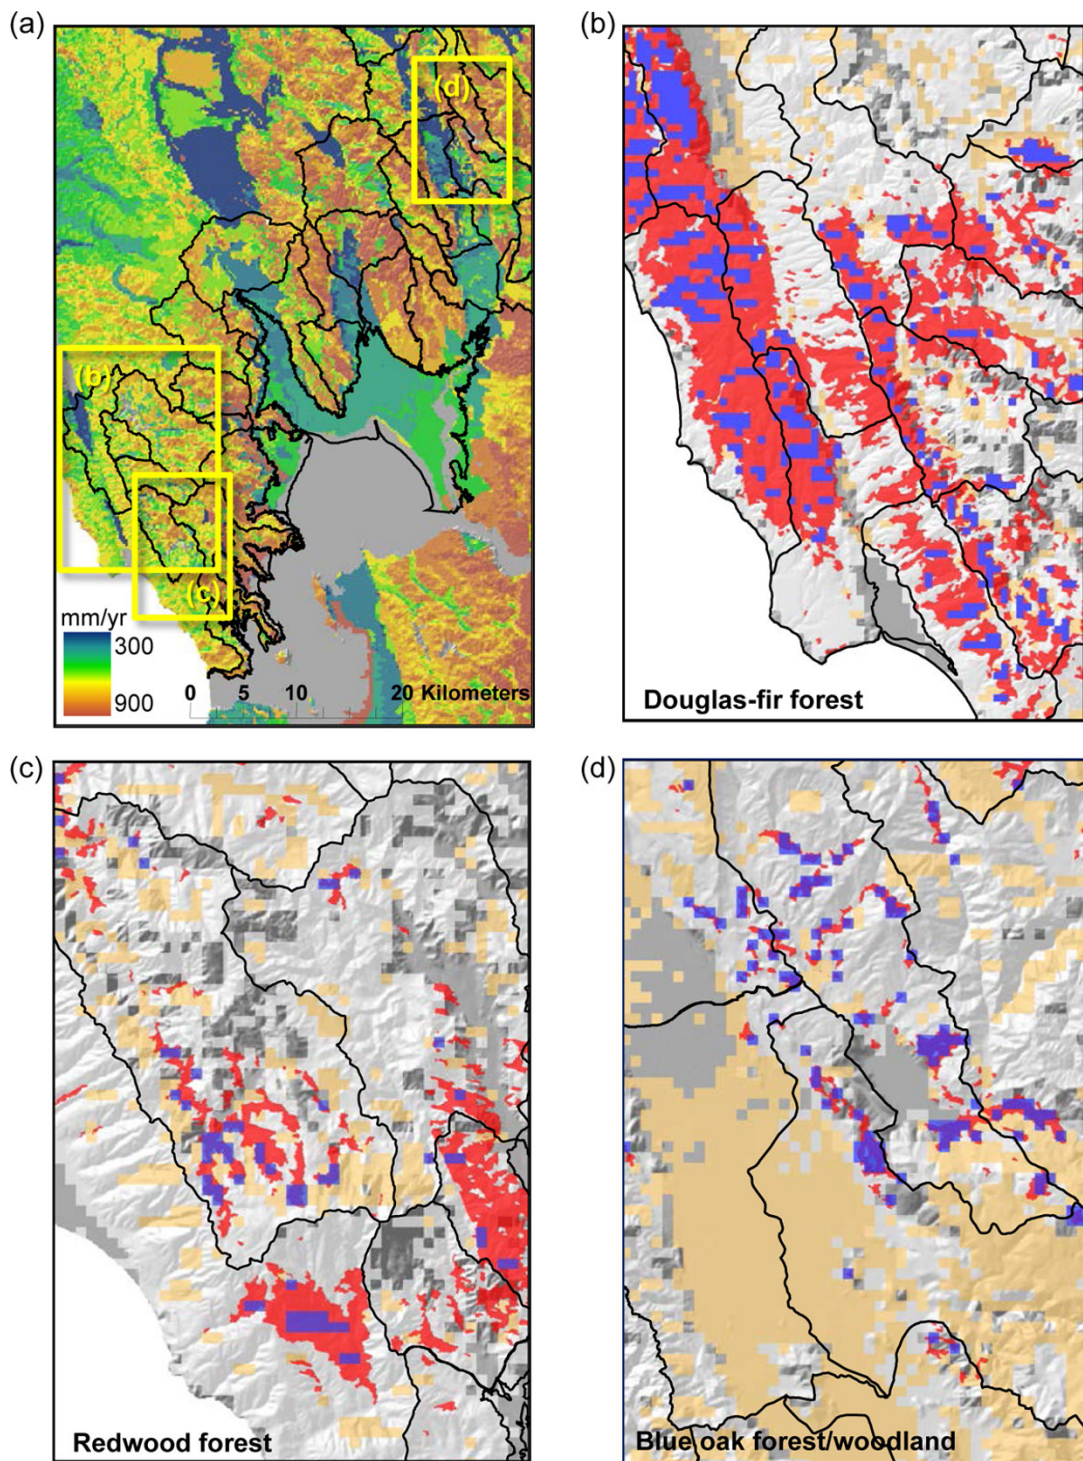 (a)
(b)
(d)
(b)
(c)
mm/yr
300
900
0 5 10 20 Kilometers
Douglas-fir forest
(c)
(d)
Redwood forest
Blue oak forest/woodland